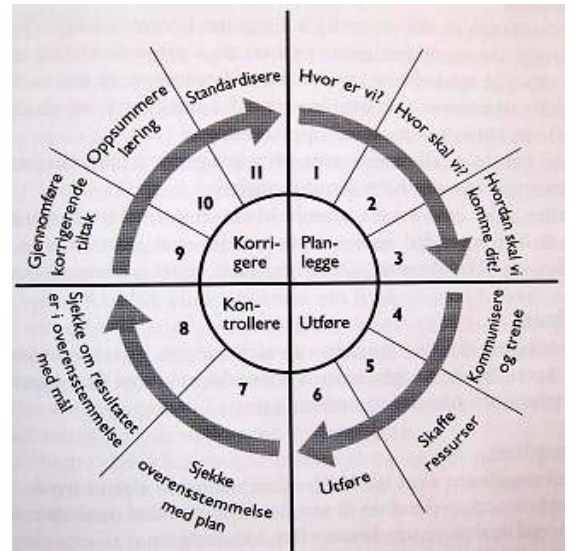 Hvor er vi?
Hvor skal vi?
Hvordan skal vi
komme dit?
Kommunisere
og trene
Skaffe
ressurser
Utføre
Sjekke
overensstemmelse
med plan
Sjekke om resultatet
er i overensstemmelse
med mål
Gjennomføre
korrigerende
tiltak
Oppsummere
læring
Standardisere
1
2
3
4
5
6
7
8
9
10
11
Plan-
legge
Utføre
Kon-
trollere
Korri-
gere